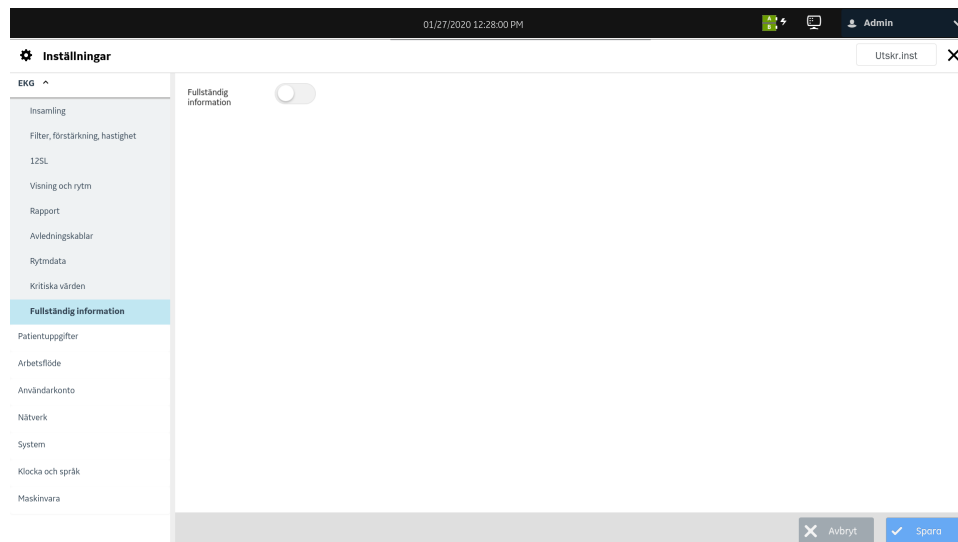 01/27/2020 12:28:00 PM
A
B
Admin
Inställningar
Utskr.inst
EKG
Insamling
Filter, förstärkning, hastighet
12SL
Visning och rytm
Rapport
Avledningskablar
Rytmdata
Kritiska värden
Fullständig information
Patientuppgifter
Arbetsflöde
Användarkonto
Nätverk
System
Klocka och språk
Maskinvara
Fullständig
information
Avbryt
Spara